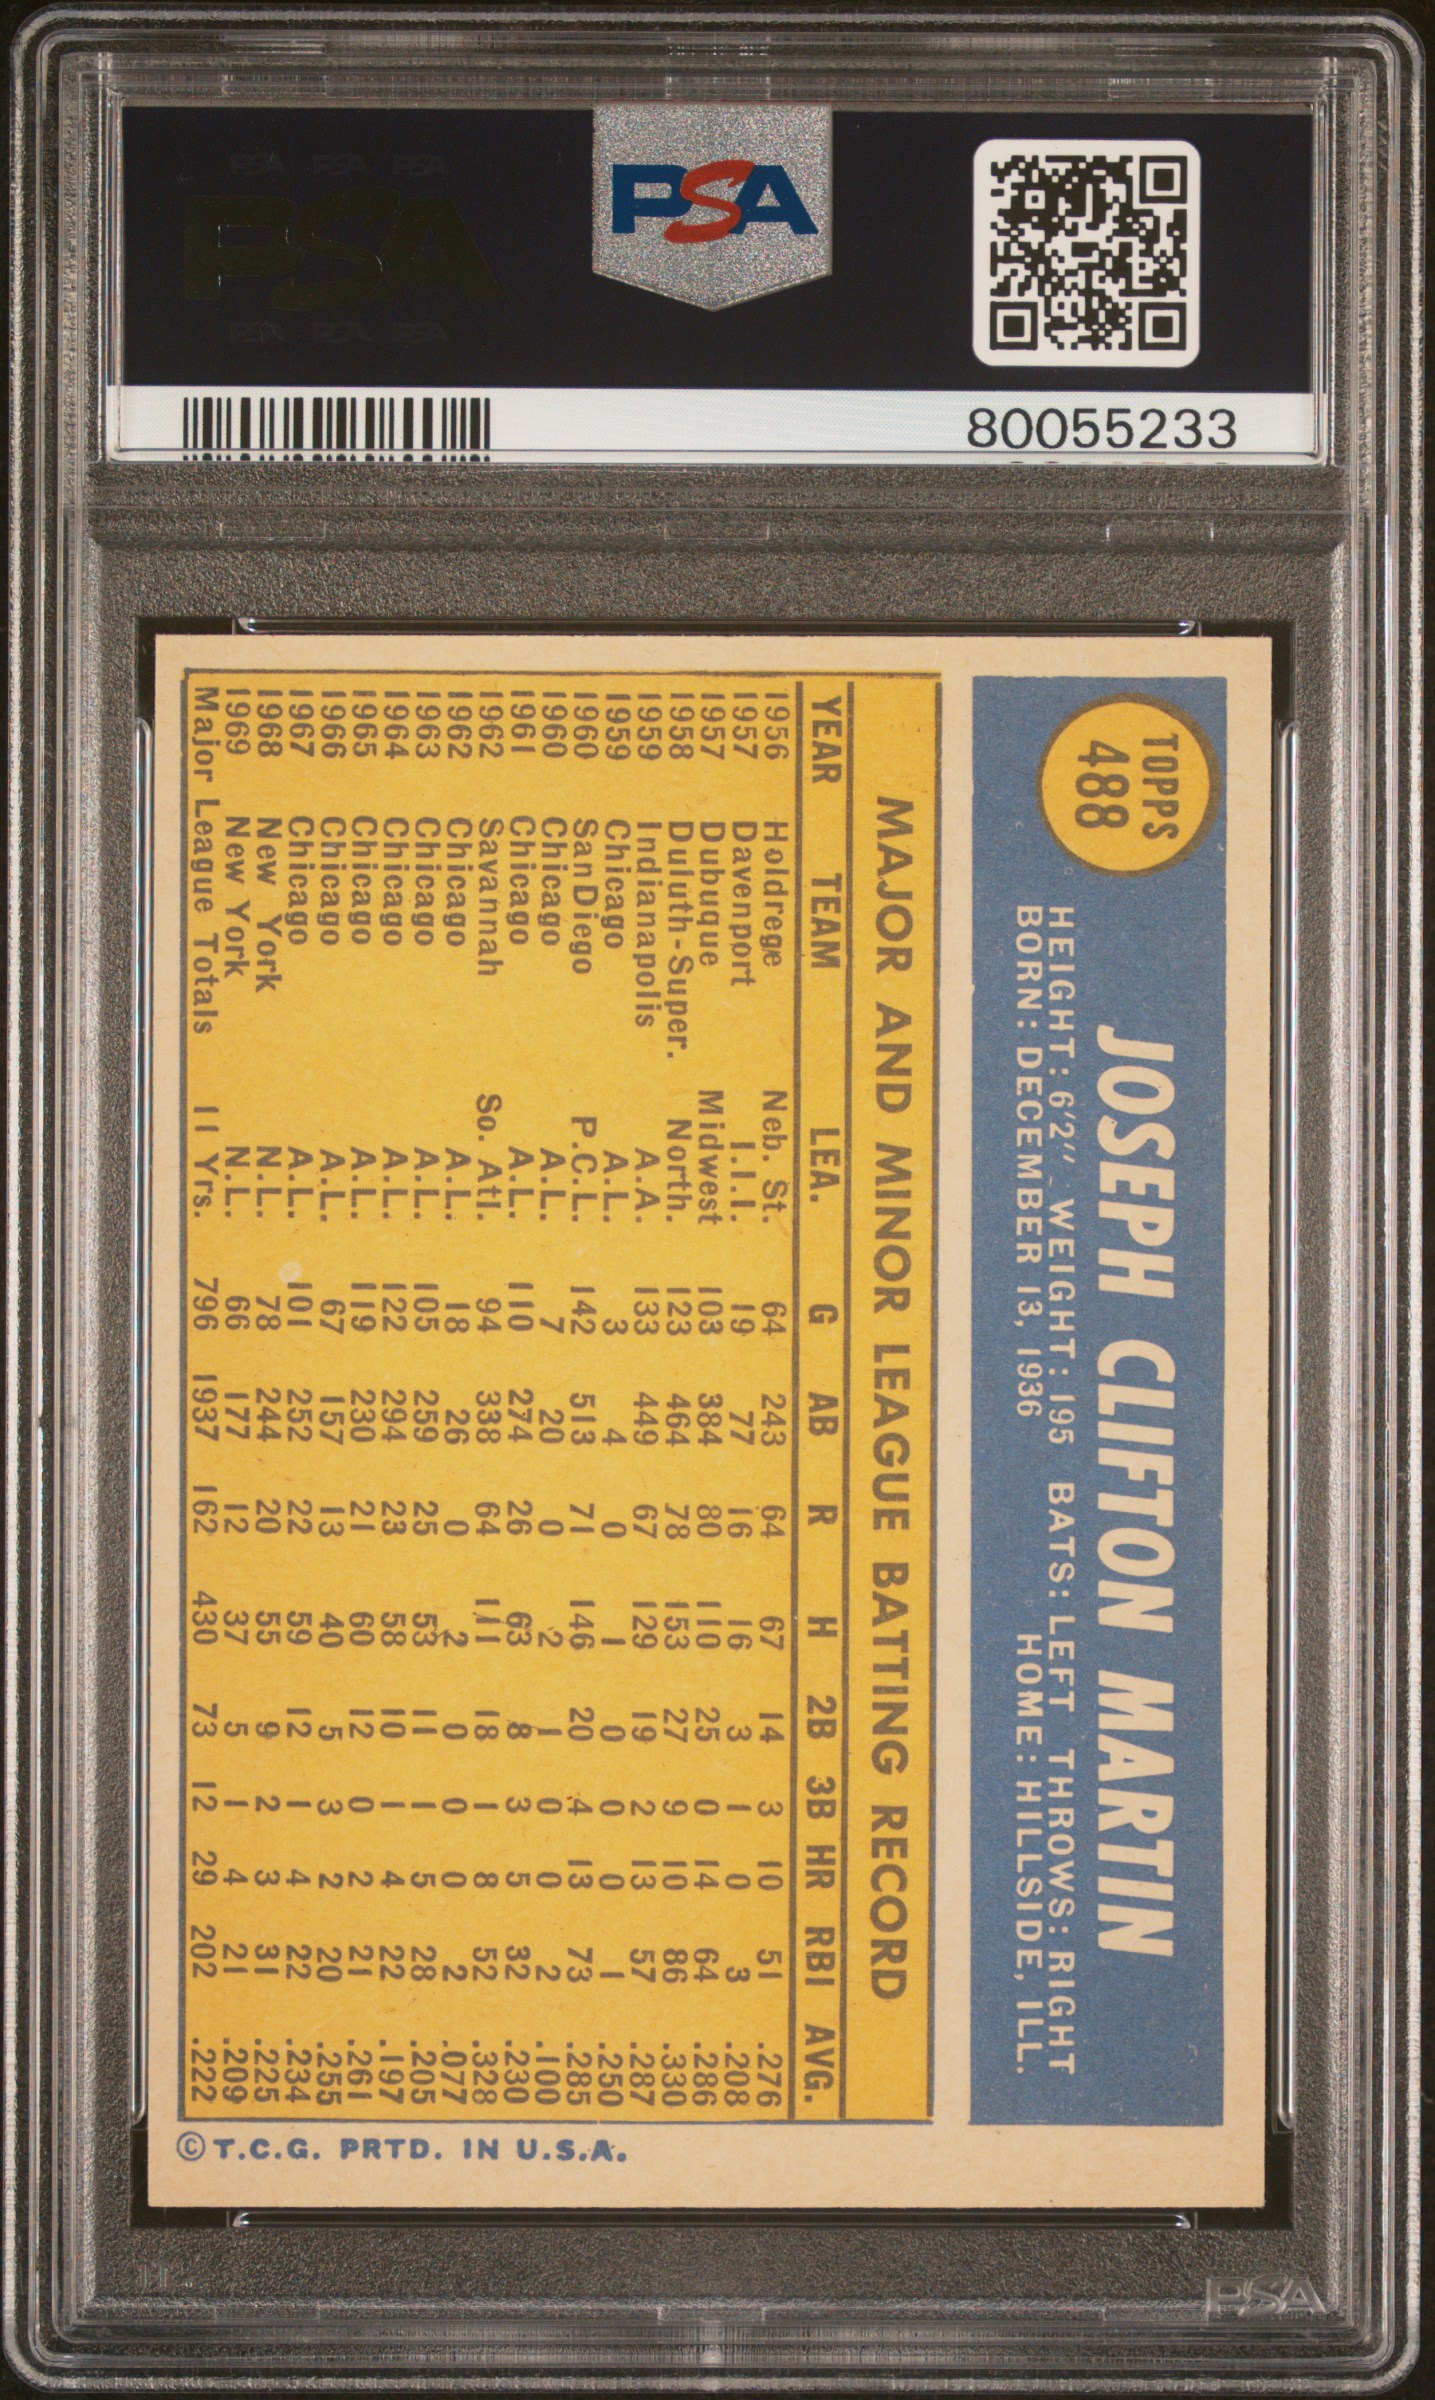 PSA PSA PSA
PSA
PSA PSA PSA
PSA
80055233
TOPPS
488
JOSEPH CLIFTON MARTIN
HEIGHT: 6'2" WEIGHT: 195 BATS: LEFT THROWS: RIGHT
BORN: DECEMBER 13, 1936 HOME: HILLSIDE, ILL.
MAJOR AND MINOR LEAGUE BATTING RECORD
YEAR TEAM LEA. G AB R H 2B 3B HR RBI AVG.
1956 Holdrege Neb. St. 64 243 64 67 14 3 10 51 .276
1957 Davenport I.I.I. 19 77 16 16 3 1 0 3 .208
1957 Dubuque Midwest 103 384 80 110 25 0 14 64 .286
1958 Duluth-Super. North. 123 464 78 153 27 9 10 86 .330
1959 Indianapolis A.A. 133 449 67 129 19 2 13 57 .287
1959 Chicago A.L. 3 4 0 1 0 0 0 1 .250
1960 San Diego P.C.L. 142 513 71 146 20 4 13 73 .285
1960 Chicago A.L. 7 20 0 2 1 0 0 2 .100
1961 Chicago A.L. 110 274 26 63 8 3 5 32 .230
1962 Savannah So. Atl. 94 338 64 111 18 1 8 52 .328
1962 Chicago A.L. 18 26 0 2 0 0 0 2 .077
1963 Chicago A.L. 105 259 25 53 11 1 5 28 .205
1964 Chicago A.L. 122 294 23 58 10 1 4 22 .197
1965 Chicago A.L. 119 230 21 60 12 0 2 21 .261
1966 Chicago A.L. 67 157 13 40 5 3 2 20 .255
1967 Chicago A.L. 101 252 22 59 12 1 4 22 .234
1968 New York N.L. 78 244 20 55 9 2 3 31 .225
1969 New York N.L. 66 177 12 37 5 1 4 21 .209
Major League Totals 11 Yrs. 796 1937 162 430 73 12 29 202 .222
© T.C.G. PRTD. IN U.S.A.
PSA